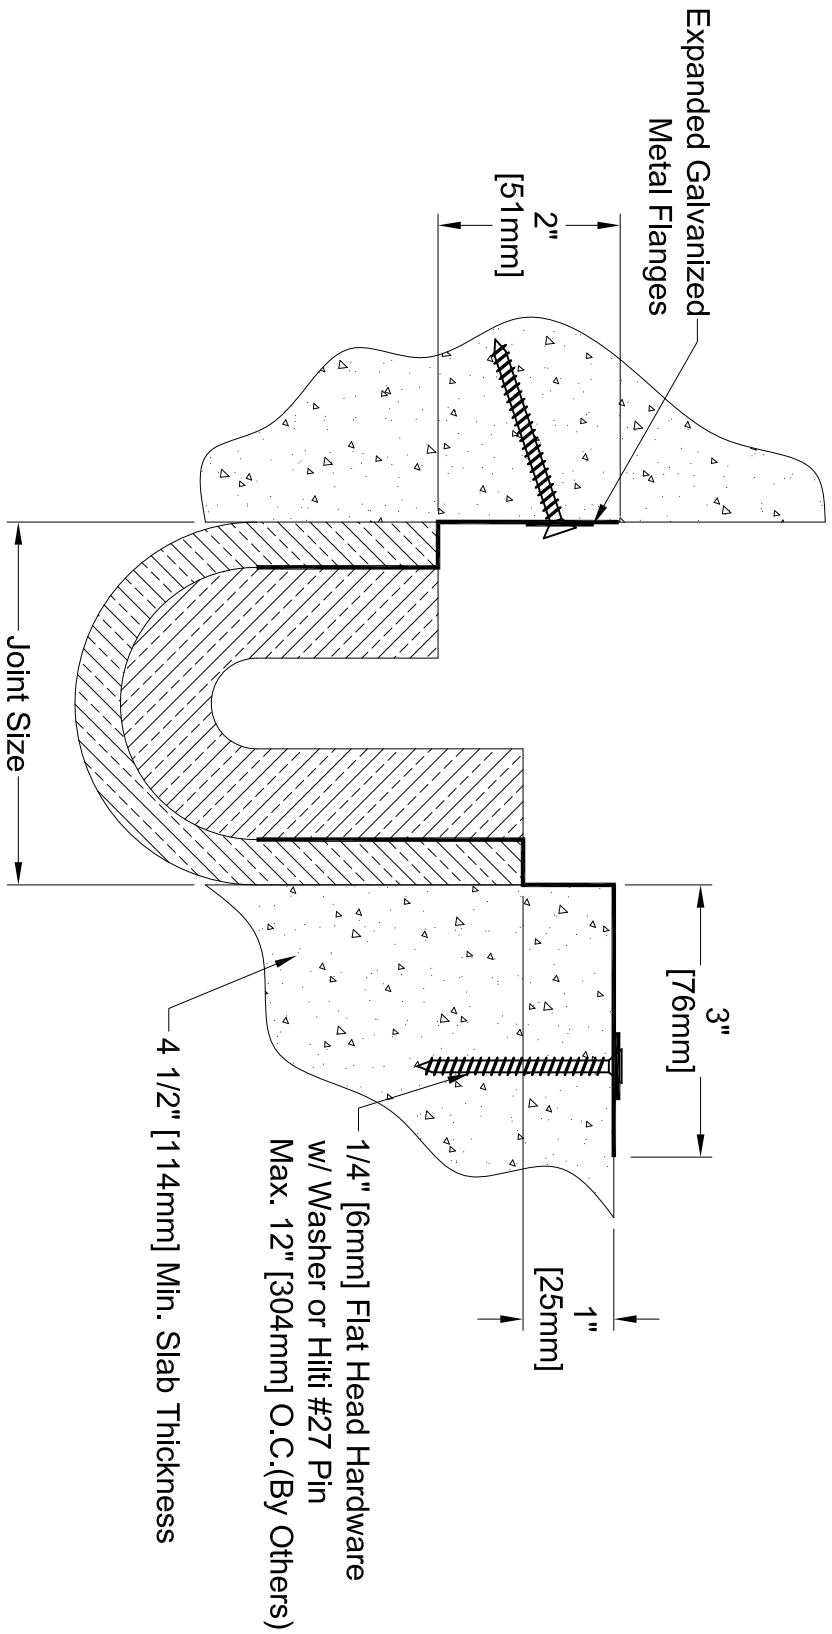 Expanded Galvanized
Metal Flanges
2"
[51mm]
3"
[76mm]
1"
[25mm]
1/4" [6mm] Flat Head Hardware
w/ Washer or Hilti #27 Pin
Max. 12" [304mm] O.C.(By Others)
4 1/2" [114mm] Min. Slab Thickness
Joint Size